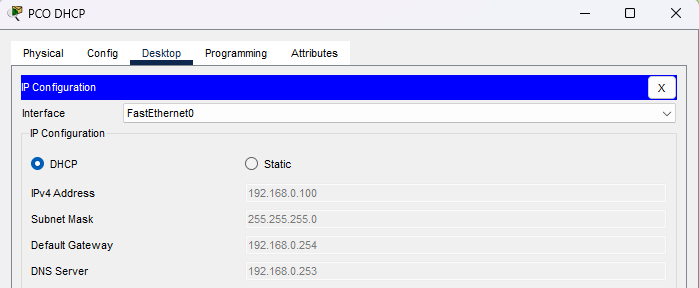 PCO DHCP
Physical Config Desktop Programming Attributes
IP Configuration X
Interface FastEthernet0
IP Configuration
DHCP Static
IPv4 Address 192.168.0.100
Subnet Mask 255.255.255.0
Default Gateway 192.168.0.254
DNS Server 192.168.0.253